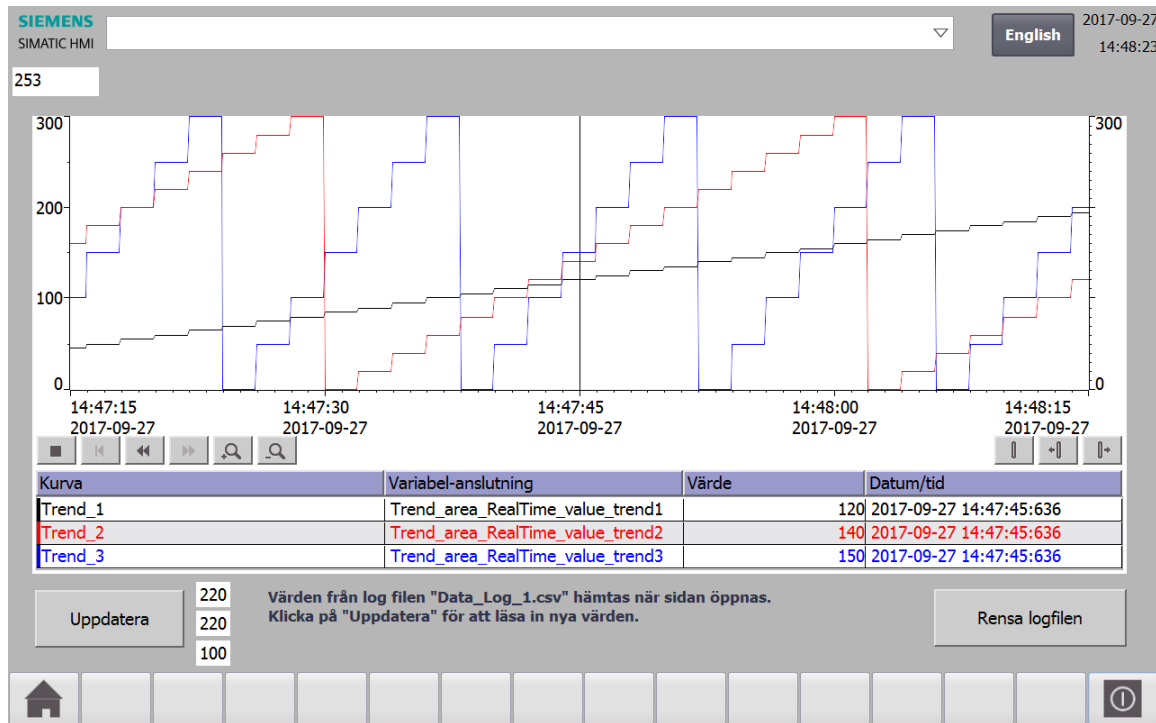 SIEMENS
SIMATIC HMI
English
2017-09-27
14:48:23
253
300
200
100
0
300
0
14:47:15 14:47:30 14:47:45 14:48:00 14:48:15
2017-09-27 2017-09-27 2017-09-27 2017-09-27 2017-09-27
Kurva Variabel-anslutning Värde Datum/tid
Trend_1 Trend_area_RealTime_value_trend1 120 2017-09-27 14:47:45:636
Trend_2 Trend_area_RealTime_value_trend2 140 2017-09-27 14:47:45:636
Trend_3 Trend_area_RealTime_value_trend3 150 2017-09-27 14:47:45:636
Uppdatera
220
220
100
Värden från log filen "Data_Log_1.csv" hämtas när sidan öppnas.
Klicka på "Uppdatera" för att läsa in nya värden.
Rensa logfilen